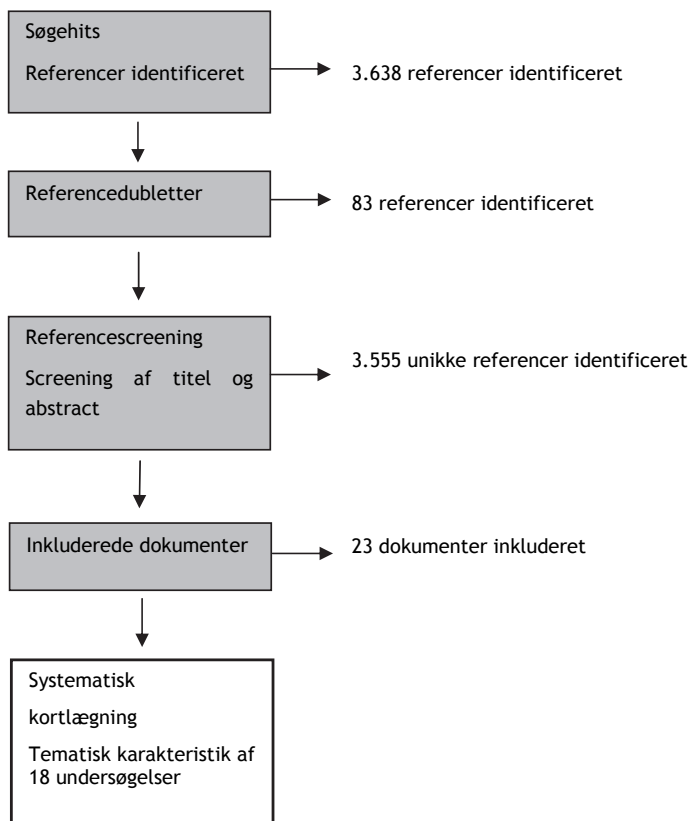 Søgehits
Referencer identificeret
3.638 referencer identificeret
Referencedubletter
83 referencer identificeret
Referencescreening
Screening af titel og
abstract
3.555 unikke referencer identificeret
Inkluderede dokumenter
23 dokumenter inkluderet
Systematisk
kortlægning
Tematisk karakteristik af
18 undersøgelser